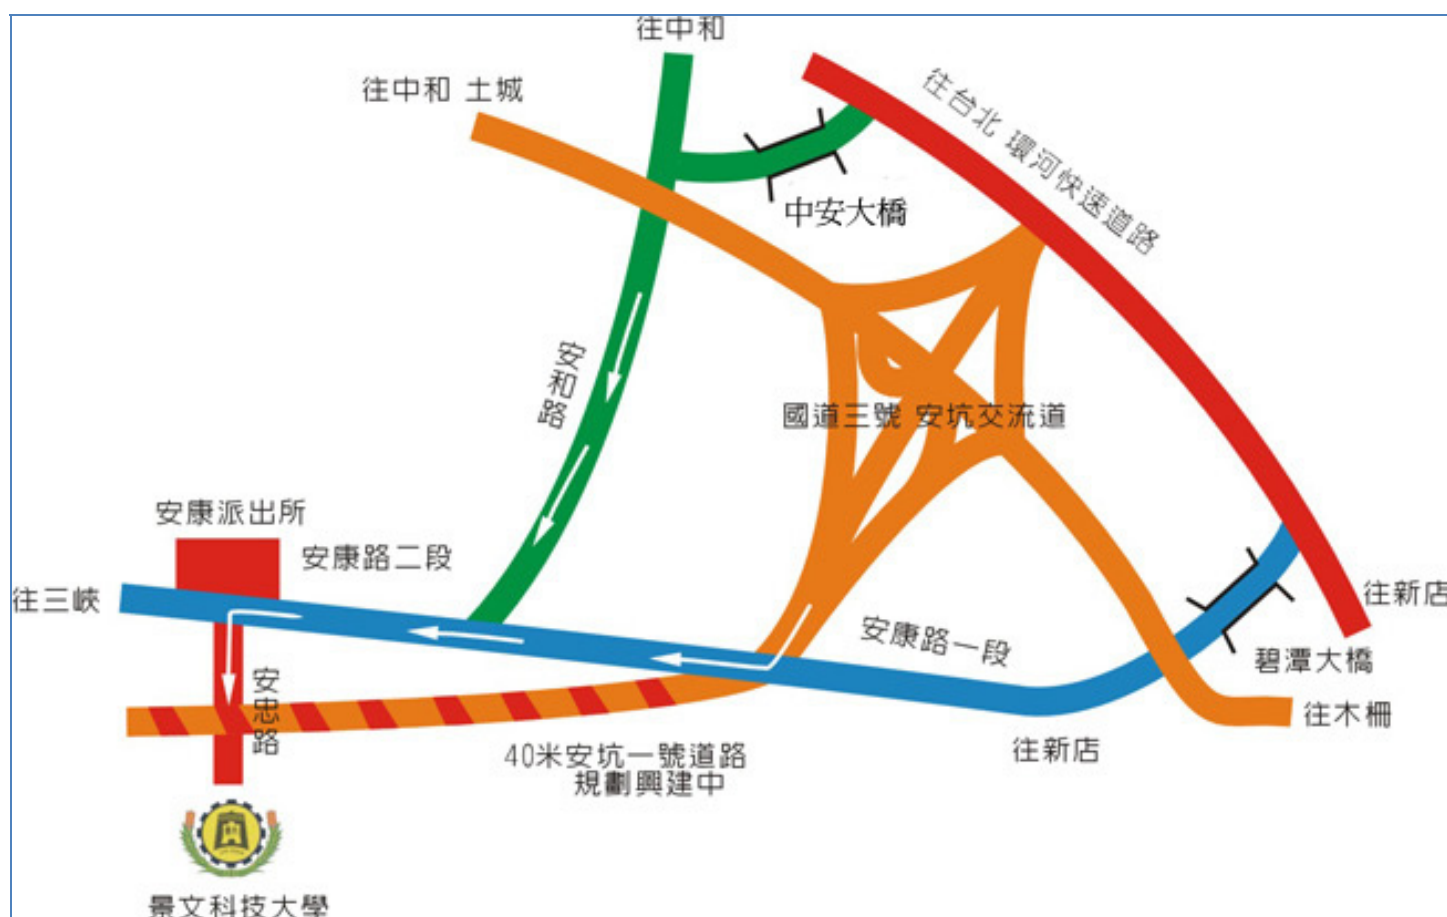 往中和
往中和 土城
往台北 環河快速道路
中安大橋
安和路
國道三號 安坑交流道
安康派出所
安康路二段
往三峽
往新店
安康路一段
碧潭大橋
安忠路
往木柵
往新店
40米安坑一號道路
規劃興建中
景文科技大學